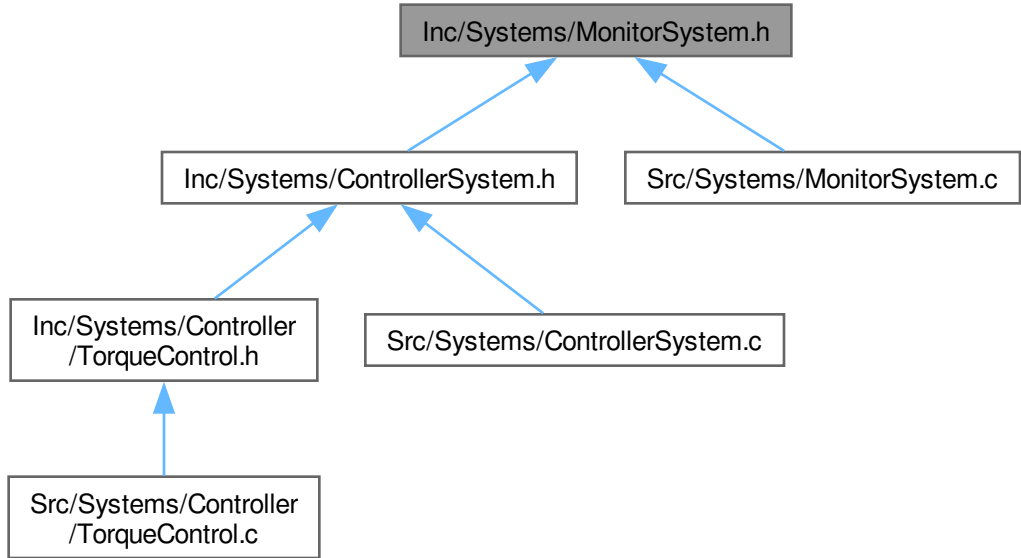 Inc/Systems/MonitorSystem.h
Inc/Systems/ControllerSystem.h
Src/Systems/MonitorSystem.c
Inc/Systems/Controller
/TorqueControl.h
Src/Systems/ControllerSystem.c
Src/Systems/Controller
/TorqueControl.c